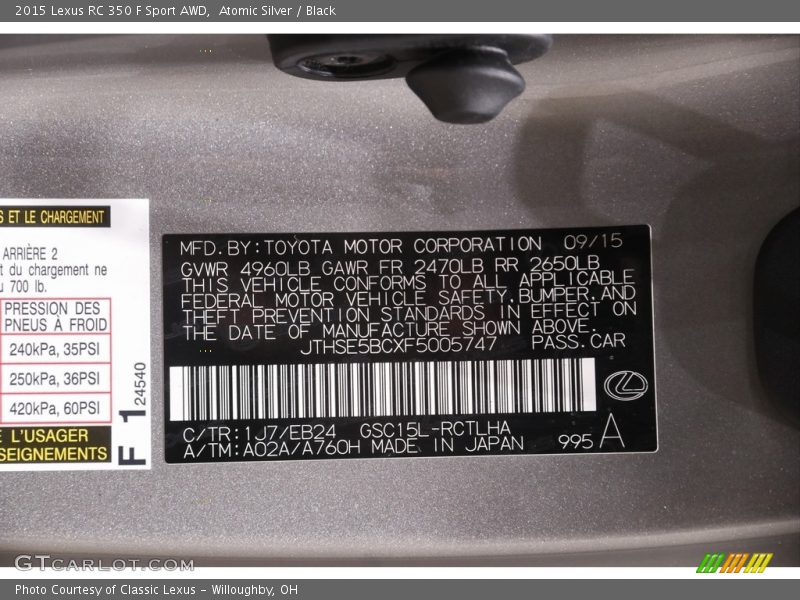 2015 Lexus RC 350 F Sport AWD,  Atomic Silver / Black
S ET LE CHARGEMENT
ARRIÈRE 2
t du chargement ne
u 700 lb.
PRESSION DES
PNEUS À FROID
240kPa, 35PSI
250kPa, 36PSI
420kPa, 60PSI
E L'USAGER
SEIGNEMENTS
F1 24540
MFD.BY:TOYOTA MOTOR CORPORATION 09/15
GVWR 4960LB GAWR FR 2470LB RR 2650LB
THIS VEHICLE CONFORMS TO ALL APPLICABLE
FEDERAL MOTOR VEHICLE SAFETY,BUMPER,AND
THEFT PREVENTION STANDARDS IN EFFECT ON
THE DATE OF MANUFACTURE SHOWN ABOVE.
JTHSE5BCXF5005747 PASS.CAR
C/TR:1J7/EB24 GSC15L-RCTLHA
A/TM:A02A/A760H MADE IN JAPAN 995A
GTCARLOT.COM
Photo Courtesy of Classic Lexus - Willoughby, OH